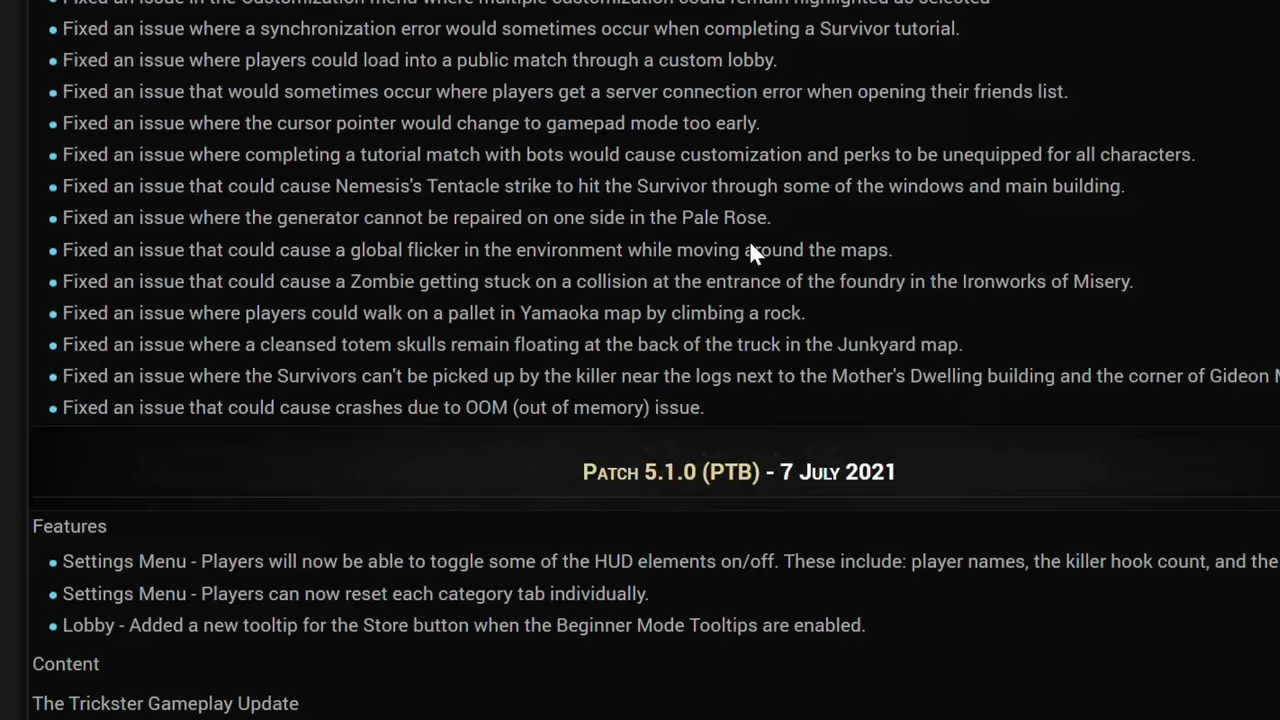 Fixed an issue in the Customization menu where multiple customization could remain highlighted as selected
Fixed an issue where a synchronization error would sometimes occur when completing a Survivor tutorial.
Fixed an issue where players could load into a public match through a custom lobby.
Fixed an issue that would sometimes occur where players get a server connection error when opening their friends list.
Fixed an issue where the cursor pointer would change to gamepad mode too early.
Fixed an issue where completing a tutorial match with bots would cause customization and perks to be unequipped for all characters.
Fixed an issue that could cause Nemesis's Tentacle strike to hit the Survivor through some of the windows and main building.
Fixed an issue where the generator cannot be repaired on one side in the Pale Rose.
Fixed an issue that could cause a global flicker in the environment while moving around the maps.
Fixed an issue that could cause a Zombie getting stuck on a collision at the entrance of the foundry in the Ironworks of Misery.
Fixed an issue where players could walk on a pallet in Yamaoka map by climbing a rock.
Fixed an issue where a cleansed totem skulls remain floating at the back of the truck in the Junkyard map.
Fixed an issue where the Survivors can't be picked up by the killer near the logs next to the Mother's Dwelling building and the corner of Gideon
Fixed an issue that could cause crashes due to OOM (out of memory) issue.
Patch 5.1.0 (PTB) - 7 July 2021
Features
Settings Menu - Players will now be able to toggle some of the HUD elements on/off. These include: player names, the killer hook count, and the
Settings Menu - Players can now reset each category tab individually.
Lobby - Added a new tooltip for the Store button when the Beginner Mode Tooltips are enabled.
Content
The Trickster Gameplay Update